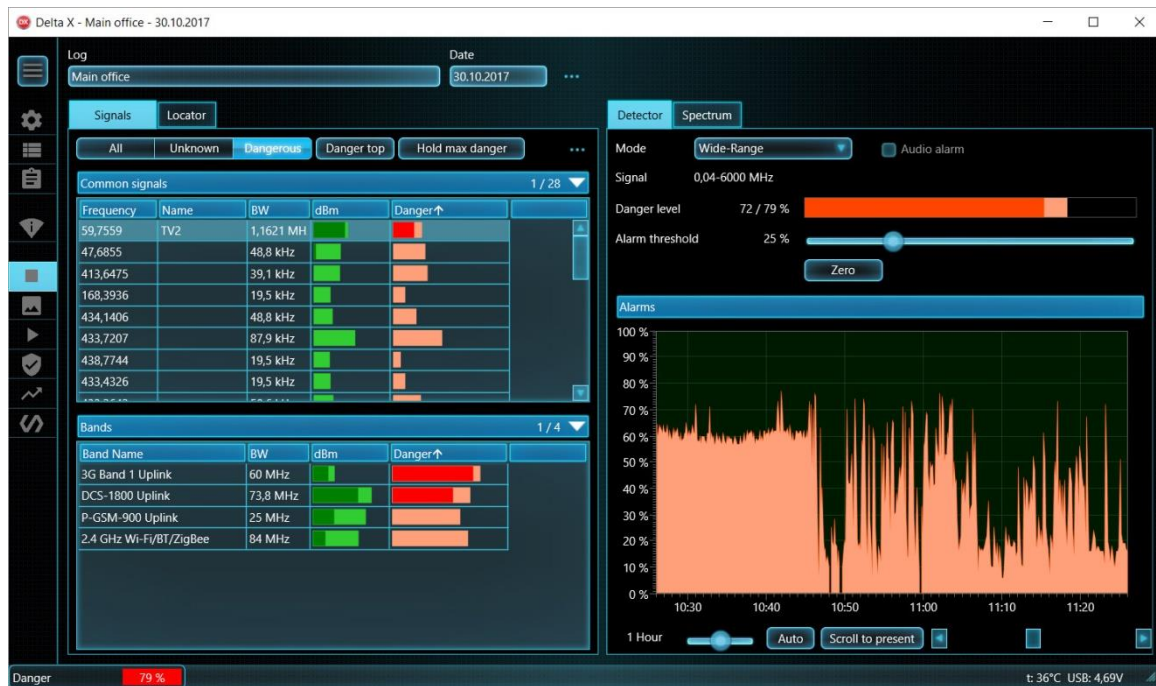 Delta X - Main office - 30.10.2017
Log
Date
Main office
30.10.2017
Signals
Locator
All
Unknown
Dangerous
Danger top
Hold max danger
Common signals
1 / 28
Frequency Name BW dBm Danger↑
59,7559 TV2 1,1621 MH
47,6855 48,8 kHz
413,6475 39,1 kHz
168,3936 19,5 kHz
434,1406 48,8 kHz
433,7207 87,9 kHz
438,7744 19,5 kHz
433,4326 19,5 kHz
Bands
1 / 4
Band Name BW dBm Danger↑
3G Band 1 Uplink 60 MHz
DCS-1800 Uplink 73,8 MHz
P-GSM-900 Uplink 25 MHz
2.4 GHz Wi-Fi/BT/ZigBee 84 MHz
Detector
Spectrum
Mode
Wide-Range
Audio alarm
Signal 0,04-6000 MHz
Danger level 72 / 79 %
Alarm threshold 25 %
Zero
Alarms
100 %
90 %
80 %
70 %
60 %
50 %
40 %
30 %
20 %
10 %
0 %
10:30 10:40 10:50 11:00 11:10 11:20
1 Hour
Auto
Scroll to present
Danger 79 %
t: 36°C USB: 4,69V